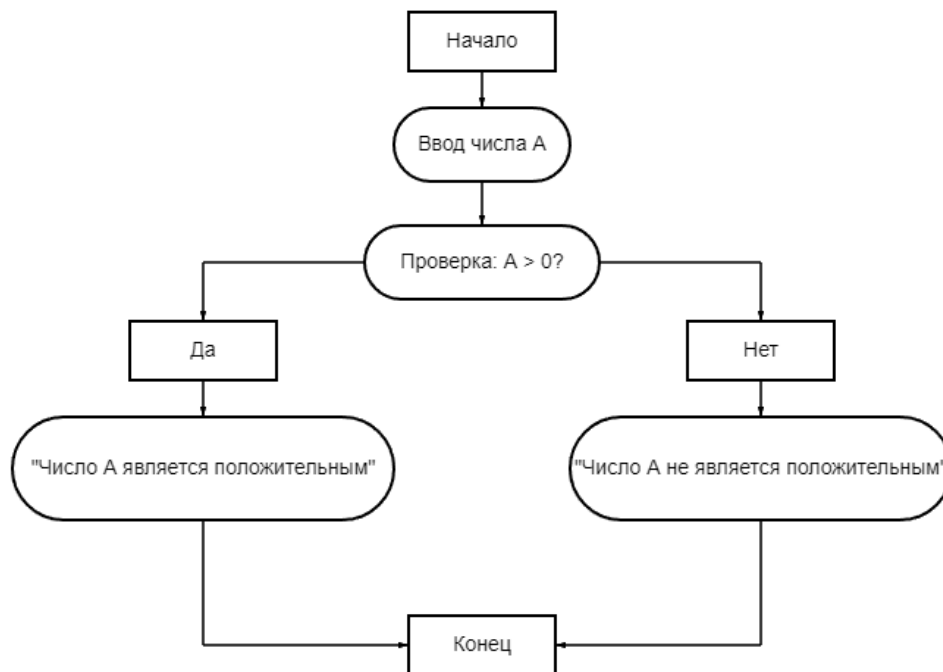 Начало
Ввод числа А
Проверка: А > 0?
Да
Нет
"Число А является положительным"
"Число А не является положительным"
Конец